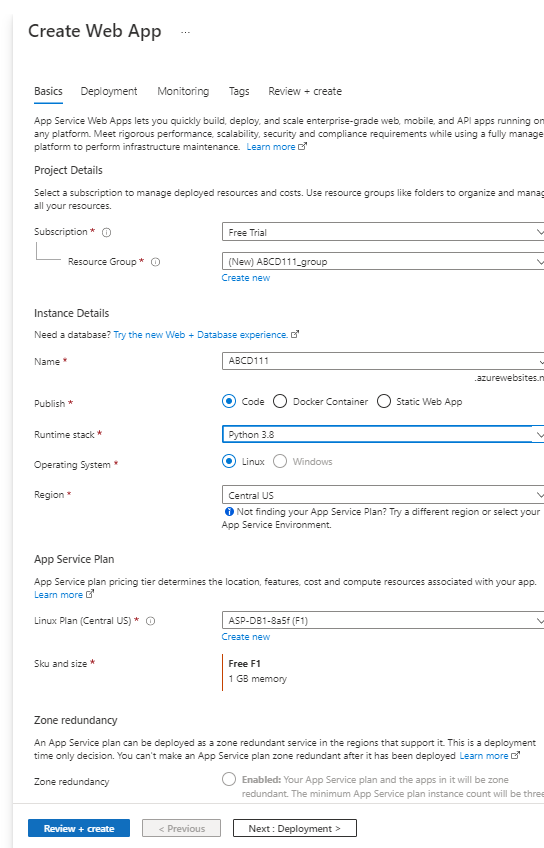 Create Web App ...
Basics Deployment Monitoring Tags Review + create
App Service Web Apps lets you quickly build, deploy, and scale enterprise-grade web, mobile, and API apps running on
any platform. Meet rigorous performance, scalability, security and compliance requirements while using a fully manage
platform to perform infrastructure maintenance. Learn more
Project Details
Select a subscription to manage deployed resources and costs. Use resource groups like folders to organize and manag
all your resources.
Subscription * Free Trial
Resource Group * (New) ABCD111_group
Create new
Instance Details
Need a database? Try the new Web + Database experience.
Name * ABCD111
.azurewebsites.n
Publish * Code Docker Container Static Web App
Runtime stack * Python 3.8
Operating System * Linux Windows
Region * Central US
Not finding your App Service Plan? Try a different region or select your
App Service Environment.
App Service Plan
App Service plan pricing tier determines the location, features, cost and compute resources associated with your app.
Learn more
Linux Plan (Central US) * ASP-DB1-8a5f (F1)
Create new
Sku and size * Free F1
1 GB memory
Zone redundancy
An App Service plan can be deployed as a zone redundant service in the regions that support it. This is a deployment
time only decision. You can't make an App Service plan zone redundant after it has been deployed Learn more
Zone redundancy Enabled: Your App Service plan and the apps in it will be zone
redundant. The minimum App Service plan instance count will be three
Review + create < Previous Next : Deployment >